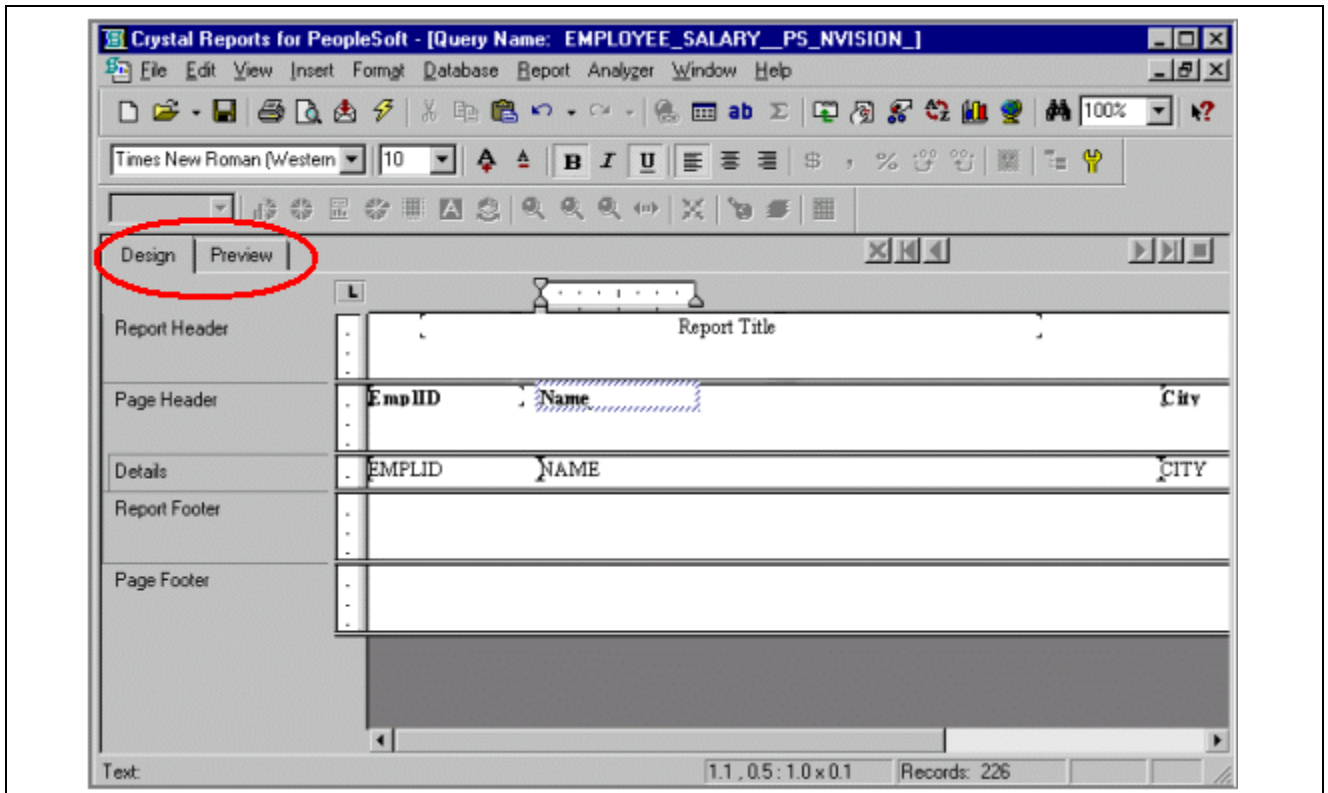 Crystal Reports for PeopleSoft - [Query Name: EMPLOYEE_SALARY__PS_NVISION_]
File Edit View Insert Format Database Report Analyzer Window Help
ab Σ 100%
Times New Roman (Western 10 B I U $ , %
A
Design Preview
L
Report Header Report Title
Page Header EmplID Name City
Details EMPLID NAME CITY
Report Footer
Page Footer
Text: 1.1 , 0.5 : 1.0 x 0.1 Records: 226